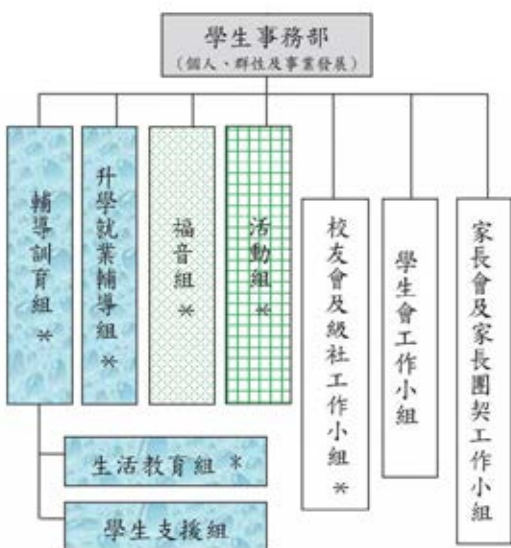 學生事務部
（個人、群性及事業發展）
輔導訓育組 *
升學就業輔導組 *
福音組 *
活動組 *
校友會及級社工作小組 *
學生會工作小組
家長會及家長團契工作小組
生活教育組 *
學生支援組